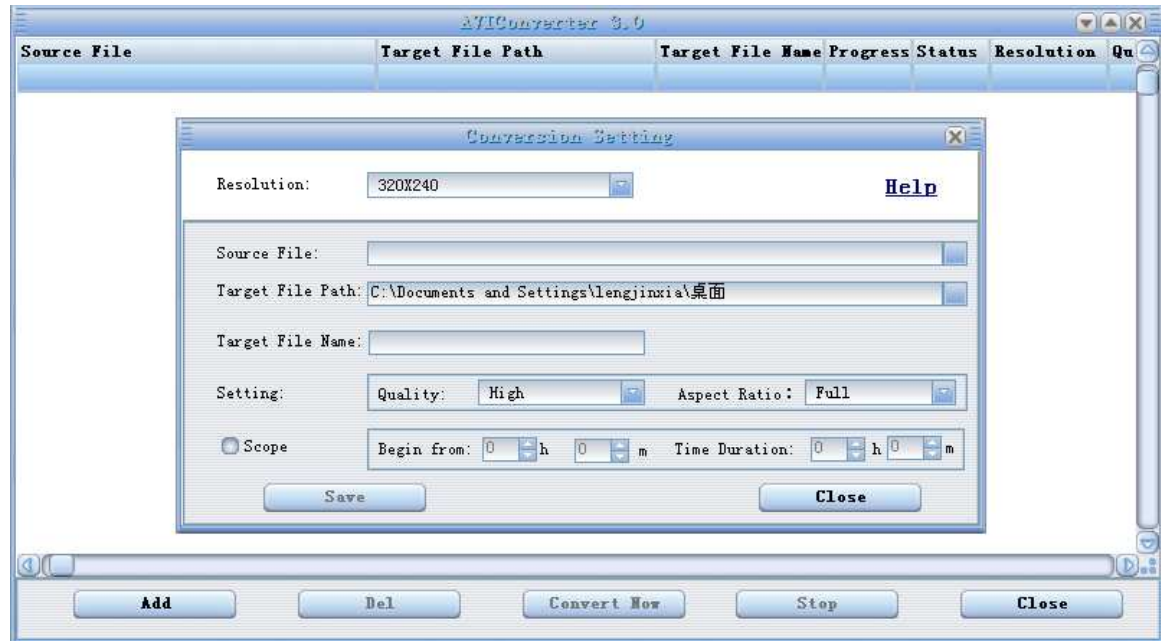 AVIConverter 3.0
Source File Target File Path Target File Name Progress Status Resolution Qu
Conversion Setting
Resolution: 320X240 Help
Source File:
Target File Path: C:\Documents and Settings\lengjinxia\桌面
Target File Name:
Setting: Quality: High Aspect Ratio: Full
Scope Begin from: 0 h 0 m Time Duration: 0 h 0 m
Save Close
Add Del Convert Now Stop Close